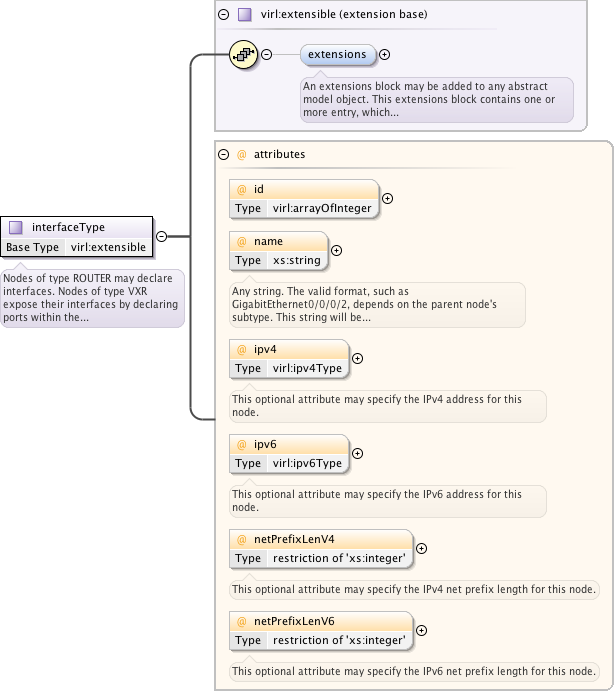 virl:extensible (extension base)
extensions
An extensions block may be added to any abstract
model object. This extensions block contains one or
more entry, which...
@ attributes
@ id
Type virl:arrayOfInteger
@ name
Type xs:string
Any string. The valid format, such as
GigabitEthernet0/0/0/2, depends on the parent node's
subtype. This string will be...
@ ipv4
Type virl:ipv4Type
This optional attribute may specify the IPv4 address for this
node.
@ ipv6
Type virl:ipv6Type
This optional attribute may specify the IPv6 address for this
node.
@ netPrefixLenV4
Type restriction of 'xs:integer'
This optional attribute may specify the IPv4 net prefix length for this node.
@ netPrefixLenV6
Type restriction of 'xs:integer'
This optional attribute may specify the IPv6 net prefix length for this node.
interfaceType
Base Type virl:extensible
Nodes of type ROUTER may declare
interfaces. Nodes of type VXR
expose their interfaces by declaring
ports within the...